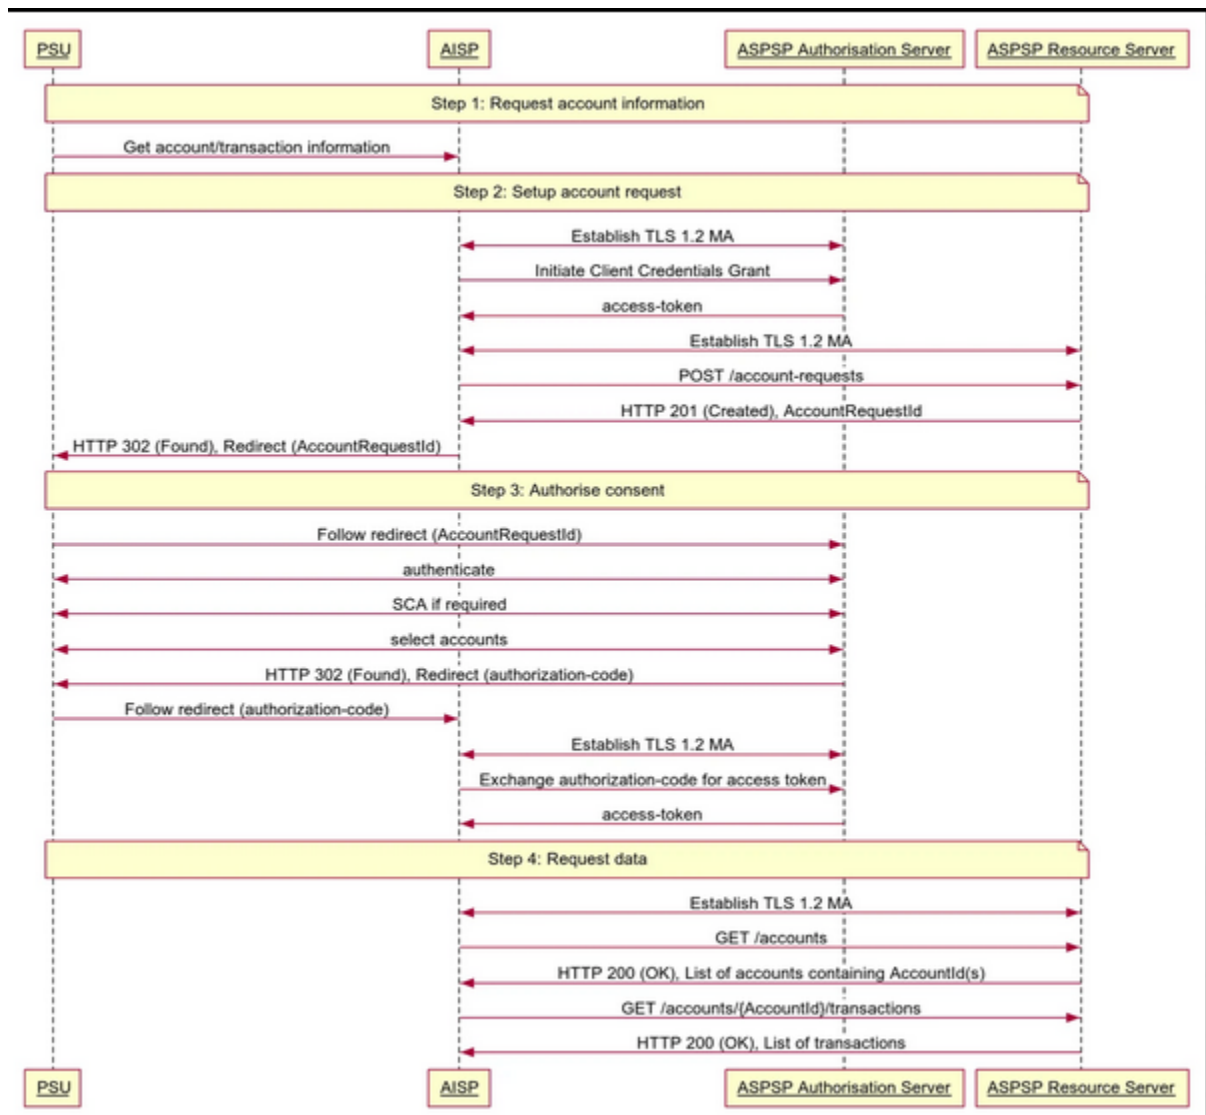 PSU AISP ASPSP Authorisation Server ASPSP Resource Server
Step 1: Request account information
Get account/transaction information
Step 2: Setup account request
Establish TLS 1.2 MA
Initiate Client Credentials Grant
access-token
Establish TLS 1.2 MA
POST /account-requests
HTTP 201 (Created), AccountRequestId
HTTP 302 (Found), Redirect (AccountRequestId)
Step 3: Authorise consent
Follow redirect (AccountRequestId)
authenticate
SCA if required
select accounts
HTTP 302 (Found), Redirect (authorization-code)
Follow redirect (authorization-code)
Establish TLS 1.2 MA
Exchange authorization-code for access token
access-token
Step 4: Request data
Establish TLS 1.2 MA
GET /accounts
HTTP 200 (OK), List of accounts containing AccountId(s)
GET /accounts/{AccountId}/transactions
HTTP 200 (OK), List of transactions
PSU AISP ASPSP Authorisation Server ASPSP Resource Server